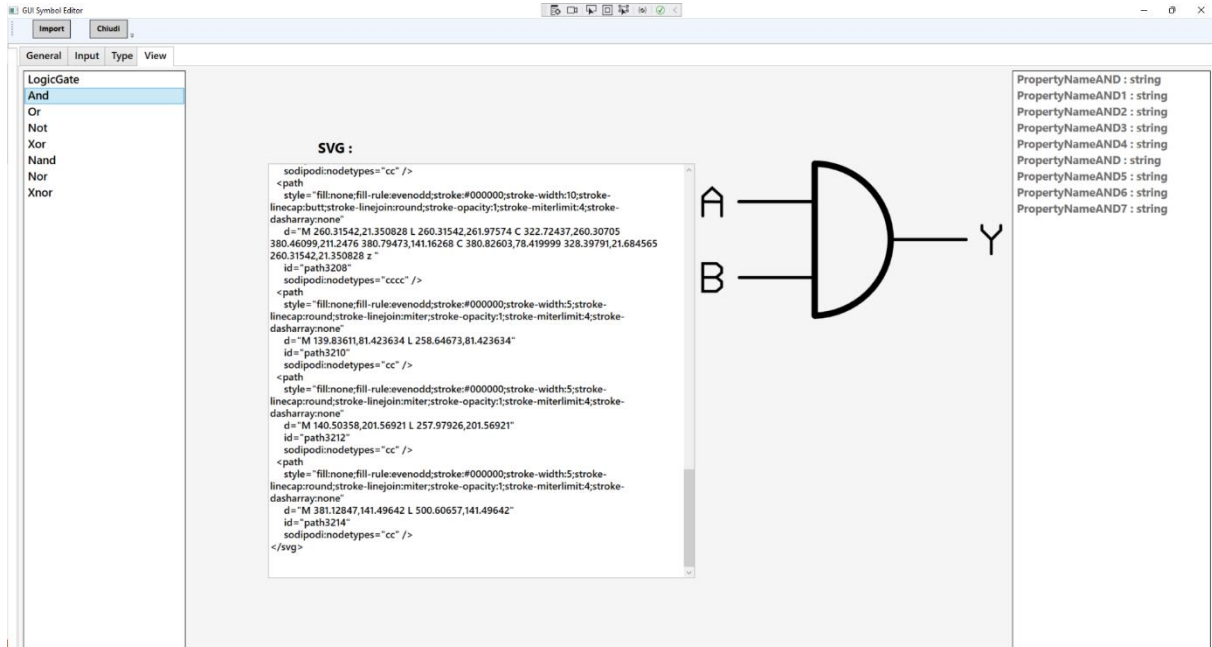 GUI Symbol Editor
Import Chiudi
General Input Type View
LogicGate
And
Or
Not
Xor
Nand
Nor
Xnor
SVG :
sodipodi:nodetypes="cc" />
<path
style="fill:none;fill-rule:evenodd;stroke:#000000;stroke-width:10;stroke-
linecap:butt;stroke-linejoin:round;stroke-opacity:1;stroke-miterlimit:4;stroke-
dasharray:none"
d="M 260.31542,21.350828 L 260.31542,261.97574 C 322.72437,260.30705
380.46099,211.2476 380.79473,141.16268 C 380.82603,78.419999 328.39791,21.684565
260.31542,21.350828 z "
id="path3208"
sodipodi:nodetypes="cccc" />
<path
style="fill:none;fill-rule:evenodd;stroke:#000000;stroke-width:5;stroke-
linecap:round;stroke-linejoin:miter;stroke-opacity:1;stroke-miterlimit:4;stroke-
dasharray:none"
d="M 139.83611,81.423634 L 258.64673,81.423634"
id="path3210"
sodipodi:nodetypes="cc" />
<path
style="fill:none;fill-rule:evenodd;stroke:#000000;stroke-width:5;stroke-
linecap:round;stroke-linejoin:miter;stroke-opacity:1;stroke-miterlimit:4;stroke-
dasharray:none"
d="M 140.50358,201.56921 L 257.97926,201.56921"
id="path3212"
sodipodi:nodetypes="cc" />
<path
style="fill:none;fill-rule:evenodd;stroke:#000000;stroke-width:5;stroke-
linecap:round;stroke-linejoin:miter;stroke-opacity:1;stroke-miterlimit:4;stroke-
dasharray:none"
d="M 381.12847,141.49642 L 500.60657,141.49642"
id="path3214"
sodipodi:nodetypes="cc" />
</svg>
A
B
Y
PropertyNameAND : string
PropertyNameAND1 : string
PropertyNameAND2 : string
PropertyNameAND3 : string
PropertyNameAND4 : string
PropertyNameAND : string
PropertyNameAND5 : string
PropertyNameAND6 : string
PropertyNameAND7 : string